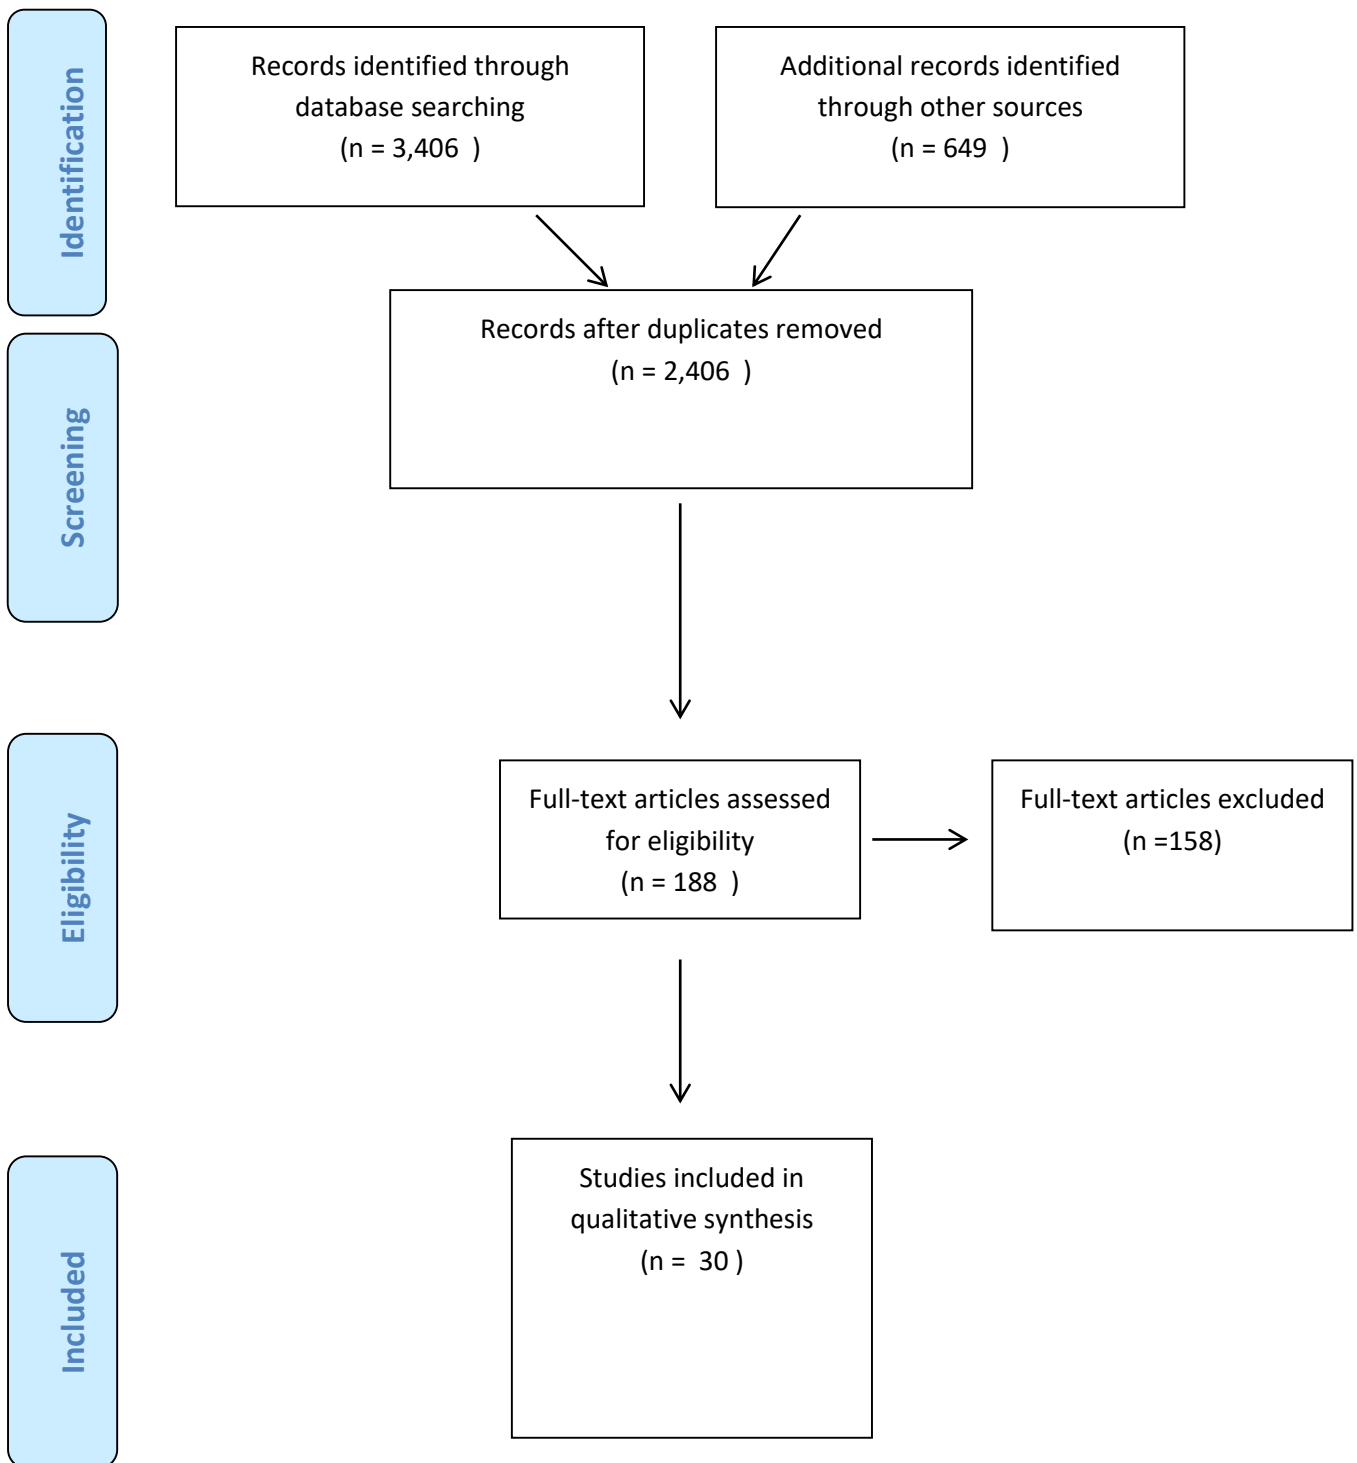 Identification
Records identified through
database searching
(n = 3,406  )
Additional records identified
through other sources
(n = 649  )
Screening
Records after duplicates removed
(n = 2,406  )
Eligibility
Full-text articles assessed
for eligibility
(n = 188  )
Full-text articles excluded
(n =158)
Included
Studies included in
qualitative synthesis
(n =  30 )